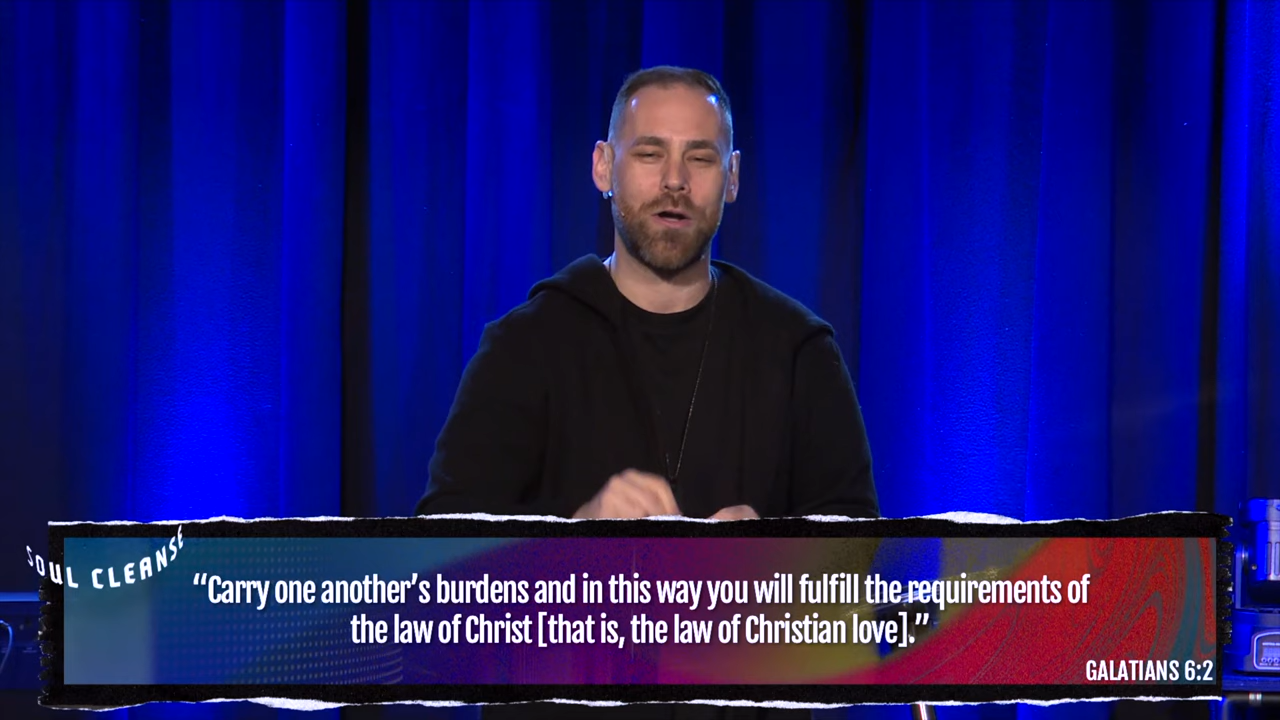 SOUL CLEANSE
“Carry one another’s burdens and in this way you will fulfill the requirements of
the law of Christ [that is, the law of Christian love].”
GALATIANS 6:2